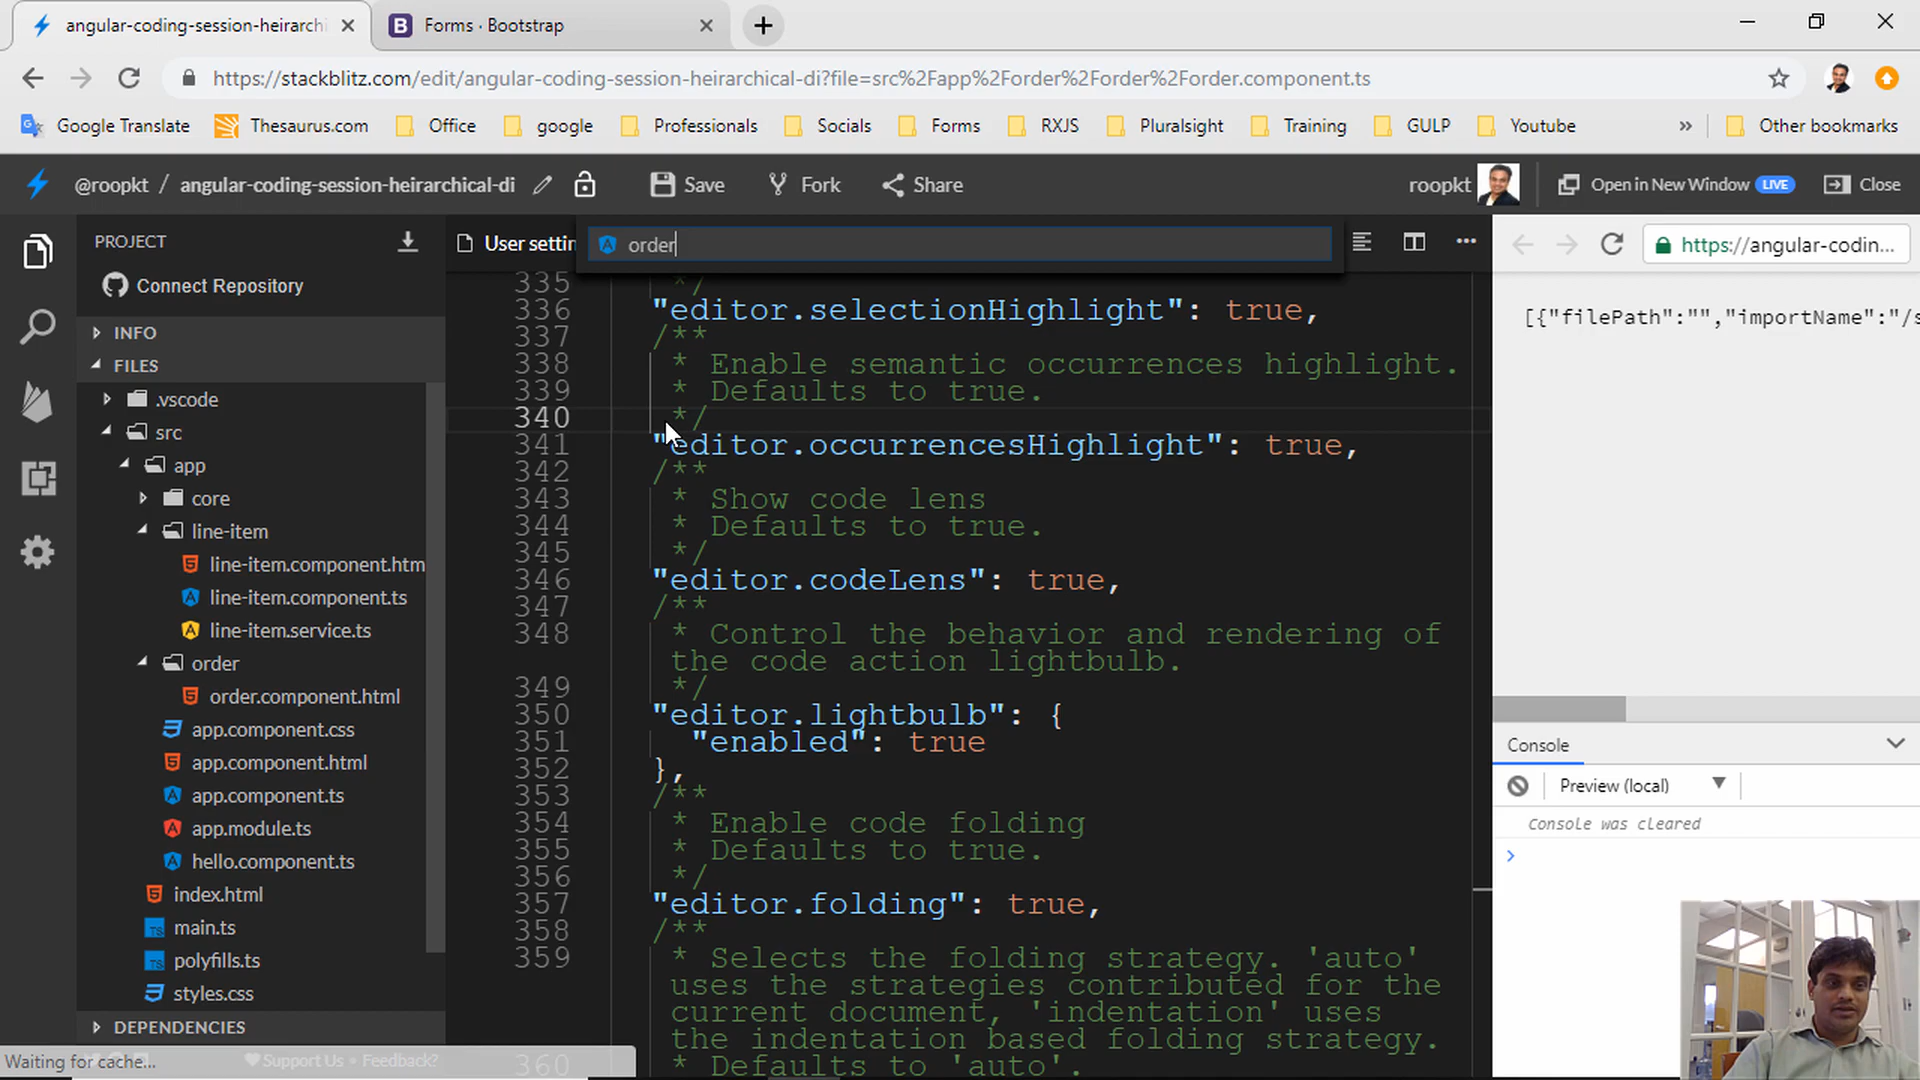 angular-coding-session-heirarchi
Forms · Bootstrap
https://stackblitz.com/edit/angular-coding-session-heirarchical-di?file=src%2Fapp%2Forder%2Forder%2Forder.component.ts
Google Translate
Thesaurus.com
Office
google
Professionals
Socials
Forms
RXJS
Pluralsight
Training
GULP
Youtube
»
Other bookmarks
@roopkt / angular-coding-session-heirarchical-di
Save
Fork
Share
roopkt
Open in New Window LIVE
Close
PROJECT
Connect Repository
INFO
FILES
.vscode
src
app
core
line-item
line-item.component.htm
line-item.component.ts
line-item.service.ts
order
order.component.html
app.component.css
app.component.html
app.component.ts
app.module.ts
hello.component.ts
index.html
main.ts
polyfills.ts
styles.css
DEPENDENCIES
Waiting for cache...
Support Us • Feedback?
User settin
order
335 */
336 "editor.selectionHighlight": true,
337 /**
338 * Enable semantic occurrences highlight.
339 * Defaults to true.
340 */
341 "editor.occurrencesHighlight": true,
342 /**
343 * Show code lens
344 * Defaults to true.
345 */
346 "editor.codeLens": true,
347 /**
348 * Control the behavior and rendering of
the code action lightbulb.
349 */
350 "editor.lightbulb": {
351 "enabled": true
352 },
353 /**
354 * Enable code folding
355 * Defaults to true.
356 */
357 "editor.folding": true,
358 /**
359 * Selects the folding strategy. 'auto'
uses the strategies contributed for the
current document, 'indentation' uses
the indentation based folding strategy.
360 * Defaults to 'auto'.
https://angular-codin...
[{"filePath":"","importName":"/s
Console
Preview (local)
Console was cleared